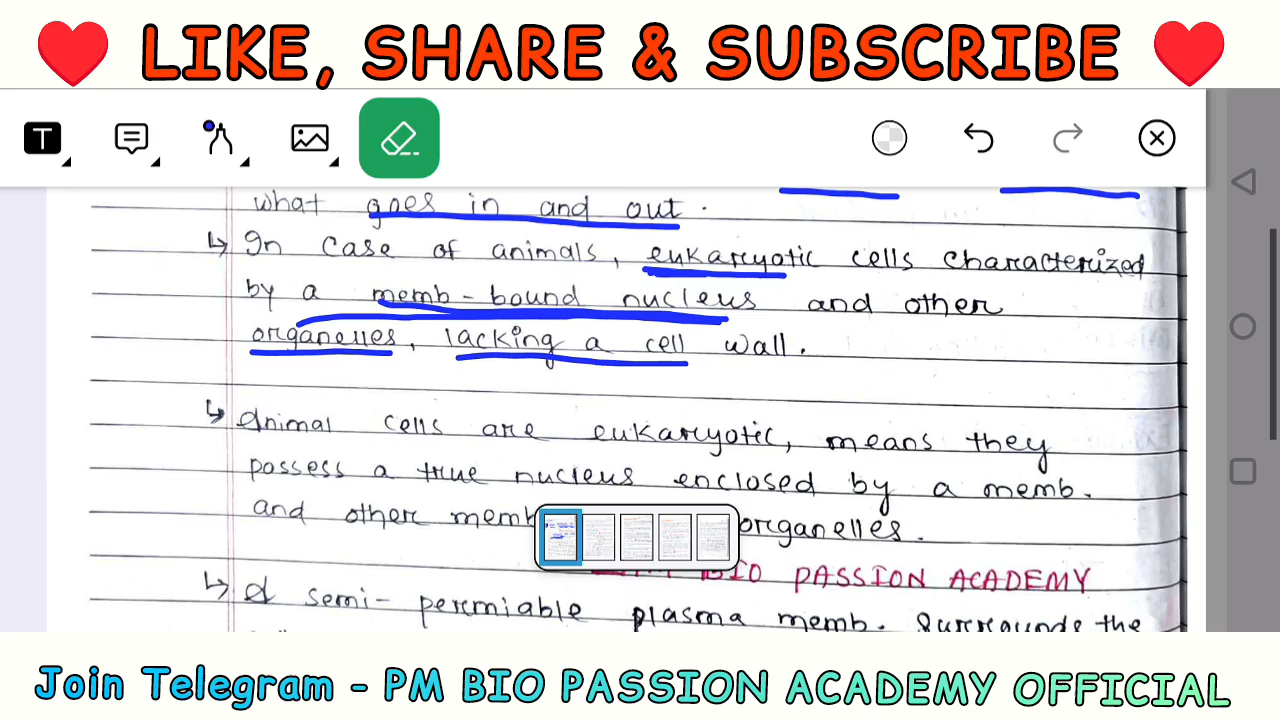 LIKE, SHARE & SUBSCRIBE
T
what goes in and out.
↳ In case of animals, eukaryotic cells characterized
by a memb-bound nucleus and other
organelles, lacking a cell wall.
↳ Animal cells are eukaryotic, means they
possess a true nucleus enclosed by a memb.
and other memb organelles.
BIO PASSION ACADEMY
↳ A semi-permiable plasma memb. surrounds the
Join Telegram - PM BIO PASSION ACADEMY OFFICIAL